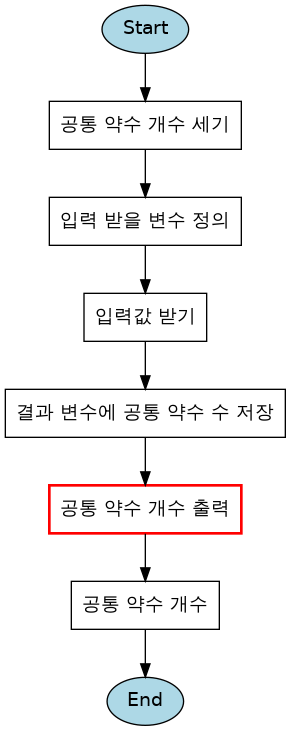 Start
공통 약수 개수 세기
입력 받을 변수 정의
입력값 받기
결과 변수에 공통 약수 수 저장
공통 약수 개수 출력
공통 약수 개수
End